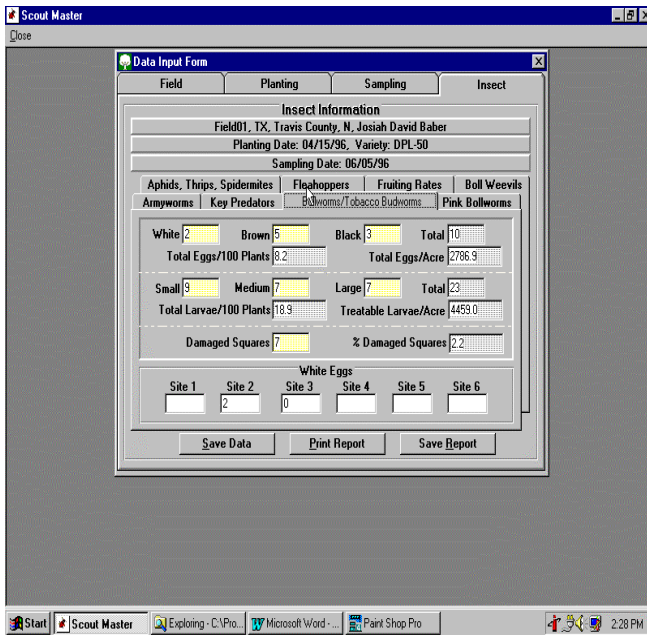 Scout Master
Close
Data Input Form
Field Planting Sampling Insect
Insect Information
Field01, TX, Travis County, N, Josiah David Baber
Planting Date: 04/15/96, Variety: DPL-50
Sampling Date: 06/05/96
Aphids, Thrips, Spidermites Fleahoppers Fruiting Rates Boll Weevils
Armyworms Key Predators Bollworms/Tobacco Budworms Pink Bollworms
White 2 Brown 5 Black 3 Total 10
Total Eggs/100 Plants 8.2 Total Eggs/Acre 2786.9
Small 9 Medium 7 Large 7 Total 23
Total Larvae/100 Plants 18.9 Treatable Larvae/Acre 4459.0
Damaged Squares 7 % Damaged Squares 2.2
White Eggs
Site 1 Site 2 Site 3 Site 4 Site 5 Site 6
2 0
Save Data Print Report Save Report
Start Scout Master Exploring - C:\Pro... Microsoft Word - ... Paint Shop Pro 2:28 PM